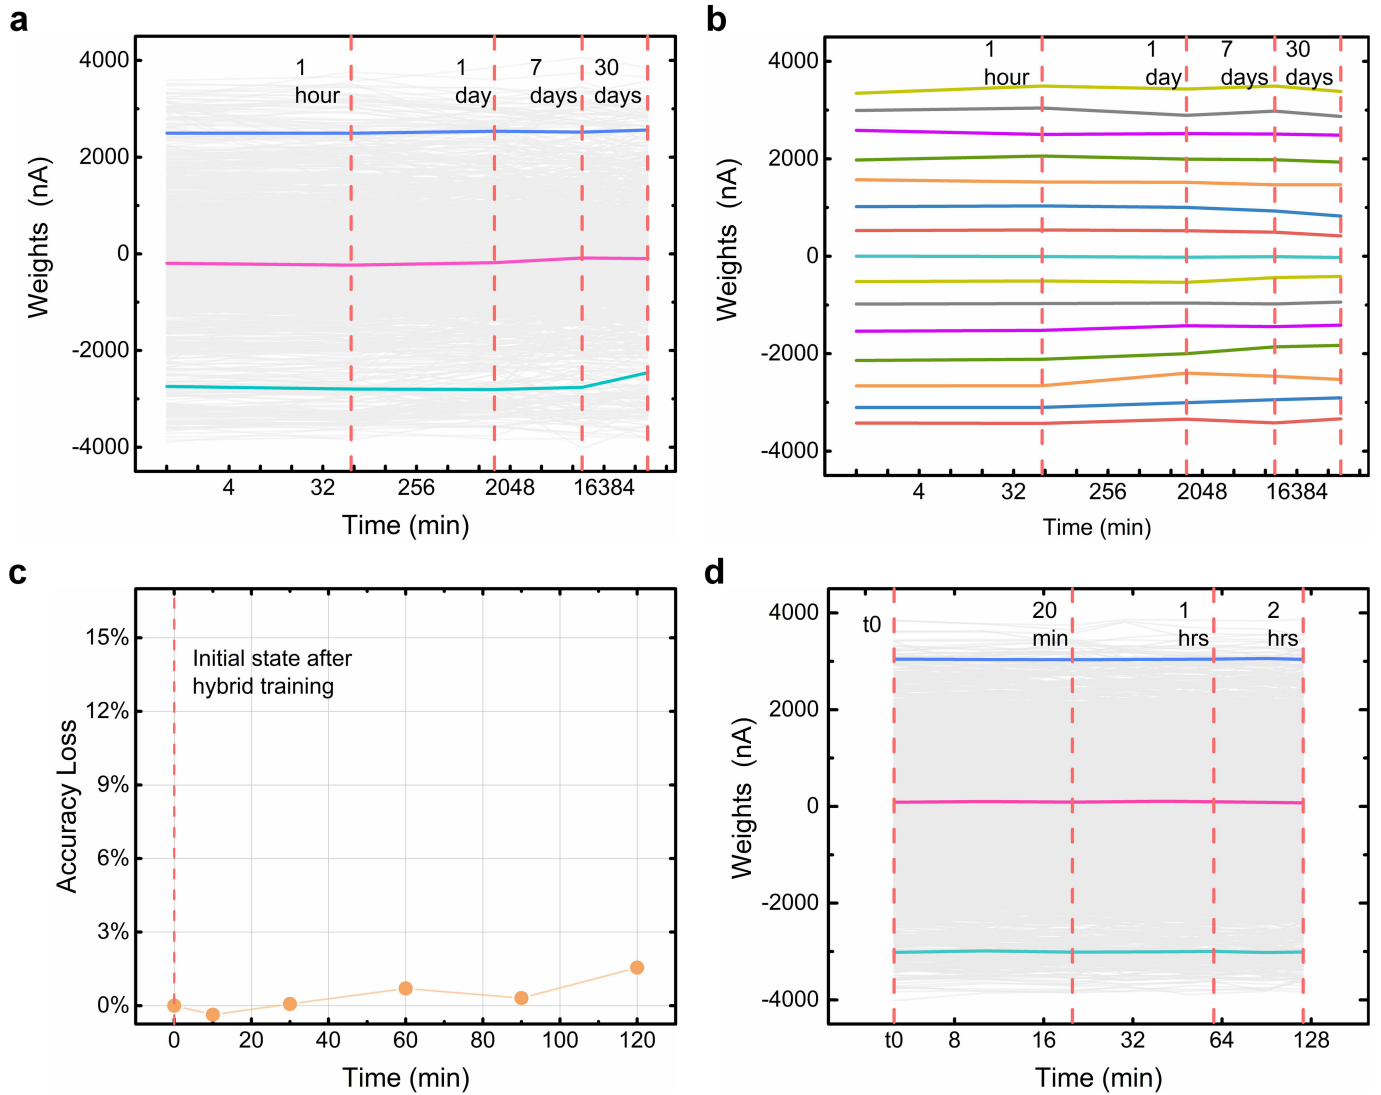 a
4000
2000
0
-2000
-4000
Weights (nA)
1
hour
1
day
7
days
30
days
4
32
256
2048
16384
Time (min)
b
4000
2000
0
-2000
-4000
Weights (nA)
1
hour
1
day
7
days
30
days
4
32
256
2048
16384
Time (min)
c
15%
12%
9%
6%
3%
0%
Accuracy Loss
Initial state after
hybrid training
0
20
40
60
80
100
120
Time (min)
d
4000
2000
0
-2000
-4000
Weights (nA)
t0
20
min
1
hrs
2
hrs
t0
8
16
32
64
128
Time (min)